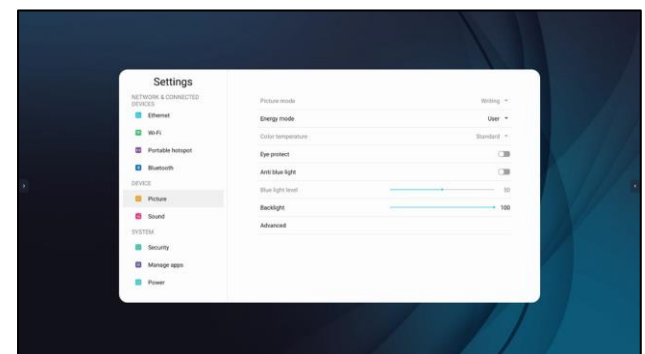 Settings
NETWORK & CONNECTED
DEVICES
Ethernet
Wi-Fi
Portable hotspot
Bluetooth
DEVICE
Picture
Sound
SYSTEM
Security
Manage apps
Power
Picture mode Writing
Energy mode User
Color temperature Standard
Eye protect
Anti blue light
Blue light level 50
Backlight 100
Advanced